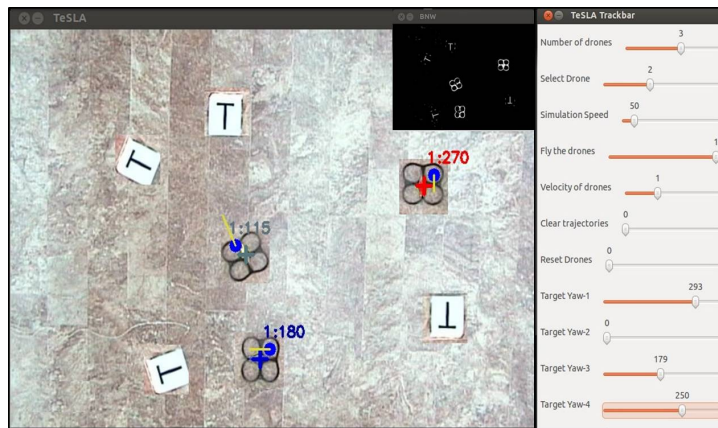 TeSLA
BNW
TeSLA Trackbar
Number of drones
3
Select Drone
2
Simulation Speed
50
Fly the drones
1
Velocity of drones
1
Clear trajectories
0
Reset Drones
0
Target Yaw-1
293
Target Yaw-2
0
Target Yaw-3
179
Target Yaw-4
250
T
T
1:270
1:115
T
1:180
T